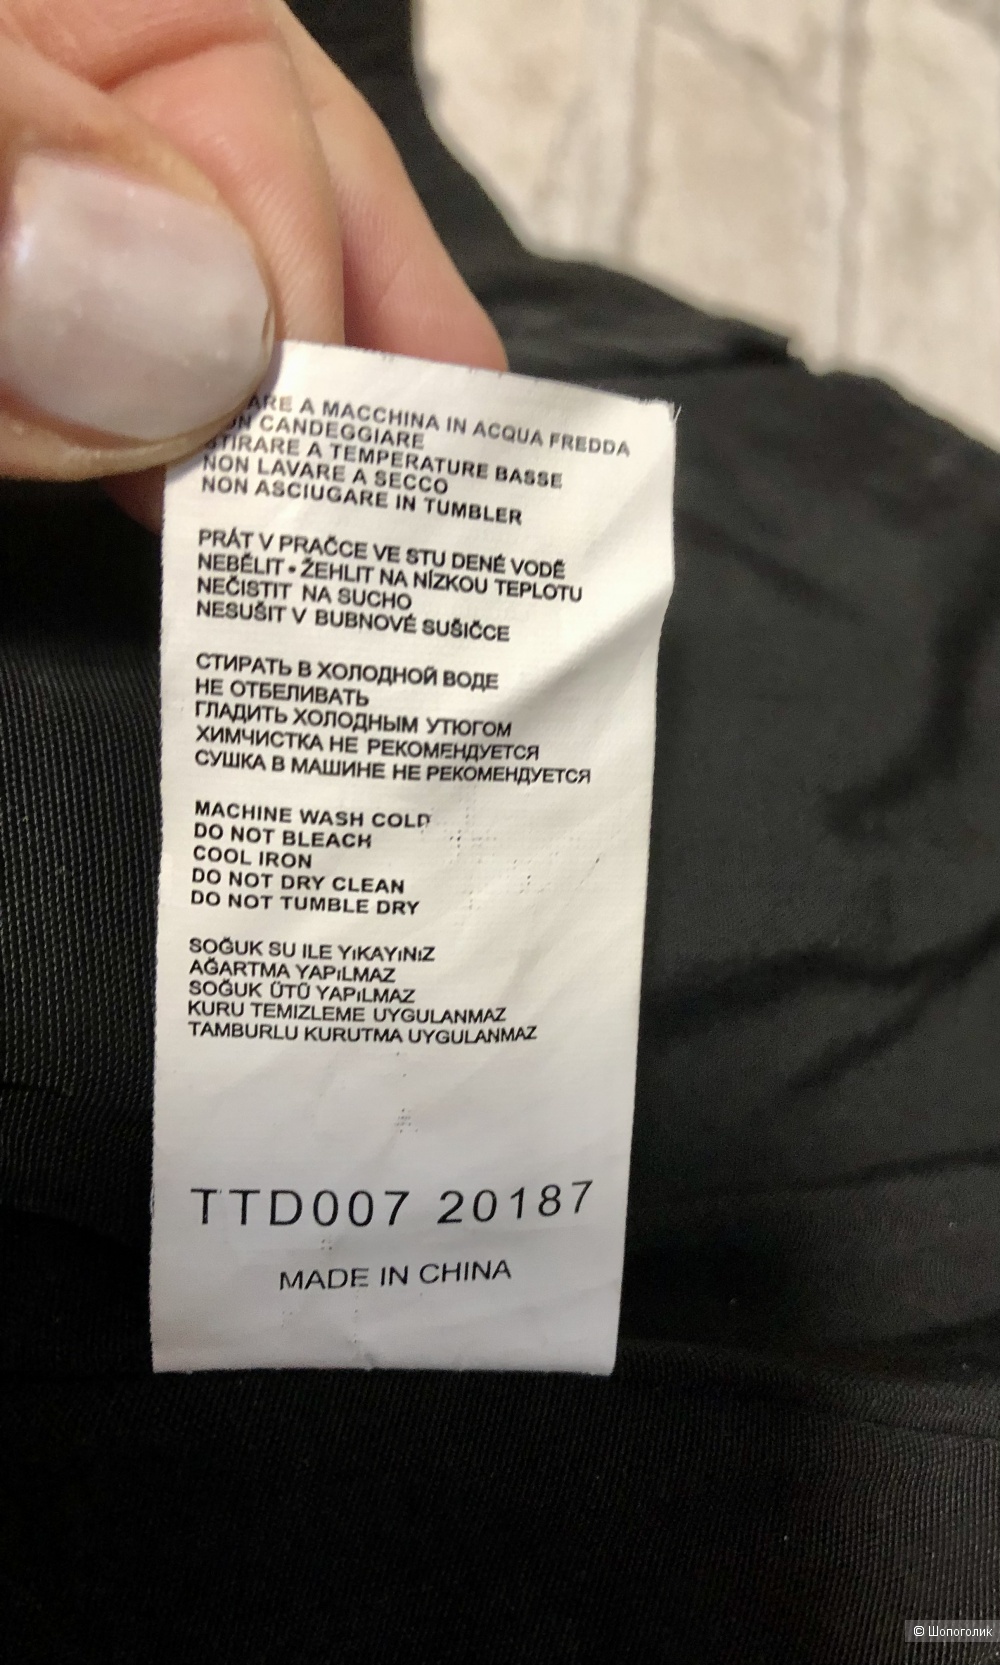 A MACCHINA IN ACQUA FREDDA
CANDEGGIARE
STIRARE A TEMPERATURE BASSE
NON LAVARE A SECCO
NON ASCIUGARE IN TUMBLER
PRÁT V PRAČCE VE STU DENÉ VODĚ
NEBĚLIT • ŽEHLIT NA NÍZKOU TEPLOTU
NEČISTIT NA SUCHO
NESUŠIT V BUBNOVÉ SUŠIČCE
СТИРАТЬ В ХОЛОДНОЙ ВОДЕ
НЕ ОТБЕЛИВАТЬ
ГЛАДИТЬ ХОЛОДНЫМ УТЮГОМ
ХИМЧИСТКА НЕ РЕКОМЕНДУЕТСЯ
СУШКА В МАШИНЕ НЕ РЕКОМЕНДУЕТСЯ
MACHINE WASH COLD
DO NOT BLEACH
COOL IRON
DO NOT DRY CLEAN
DO NOT TUMBLE DRY
SOĞUK SU ILE YıKAYıNıZ
AĞARTMA YAPıLMAZ
SOĞUK ÜTÜ YAPıLMAZ
KURU TEMIZLEME UYGULANMAZ
TAMBURLU KURUTMA UYGULANMAZ
TTD007 20187
MADE IN CHINA
© Шопоголик